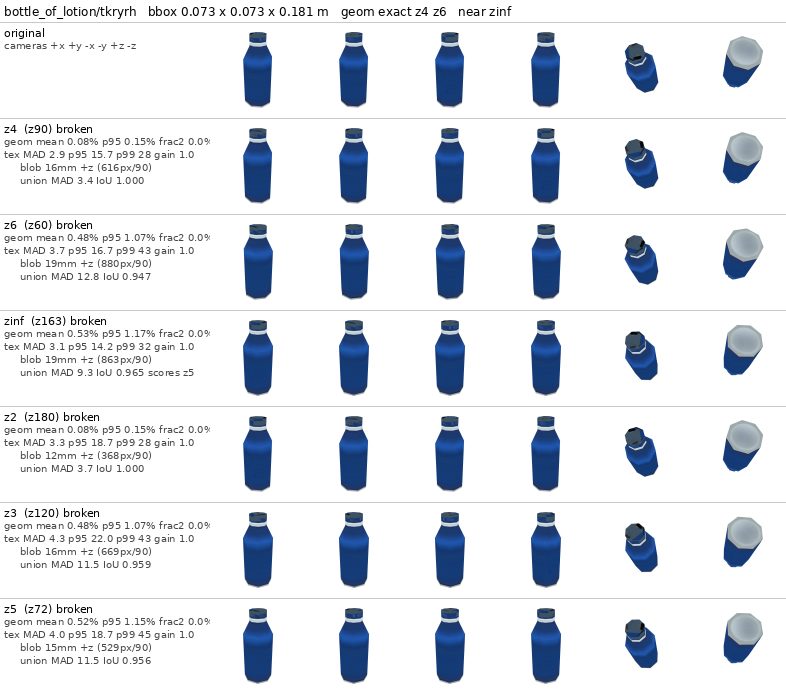 bottle_of_lotion/tkryrh bbox 0.073 x 0.073 x 0.181 m geom exact z4 z6 near zinf
original
cameras +x +y -x -y +z -z
z4 (z90) broken
geom mean 0.08% p95 0.15% frac2 0.0%
tex MAD 2.9 p95 15.7 p99 28 gain 1.0
blob 16mm +z (616px/90)
union MAD 3.4 IoU 1.000
z6 (z60) broken
geom mean 0.48% p95 1.07% frac2 0.0%
tex MAD 3.7 p95 16.7 p99 43 gain 1.0
blob 19mm +z (880px/90)
union MAD 12.8 IoU 0.947
zinf (z163) broken
geom mean 0.53% p95 1.17% frac2 0.0%
tex MAD 3.1 p95 14.2 p99 32 gain 1.0
blob 19mm +z (863px/90)
union MAD 9.3 IoU 0.965 scores z5
z2 (z180) broken
geom mean 0.08% p95 0.15% frac2 0.0%
tex MAD 3.3 p95 18.7 p99 28 gain 1.0
blob 12mm +z (368px/90)
union MAD 3.7 IoU 1.000
z3 (z120) broken
geom mean 0.48% p95 1.07% frac2 0.0%
tex MAD 4.3 p95 22.0 p99 43 gain 1.0
blob 16mm +z (669px/90)
union MAD 11.5 IoU 0.959
z5 (z72) broken
geom mean 0.52% p95 1.15% frac2 0.0%
tex MAD 4.0 p95 18.7 p99 45 gain 1.0
blob 15mm +z (529px/90)
union MAD 11.5 IoU 0.956